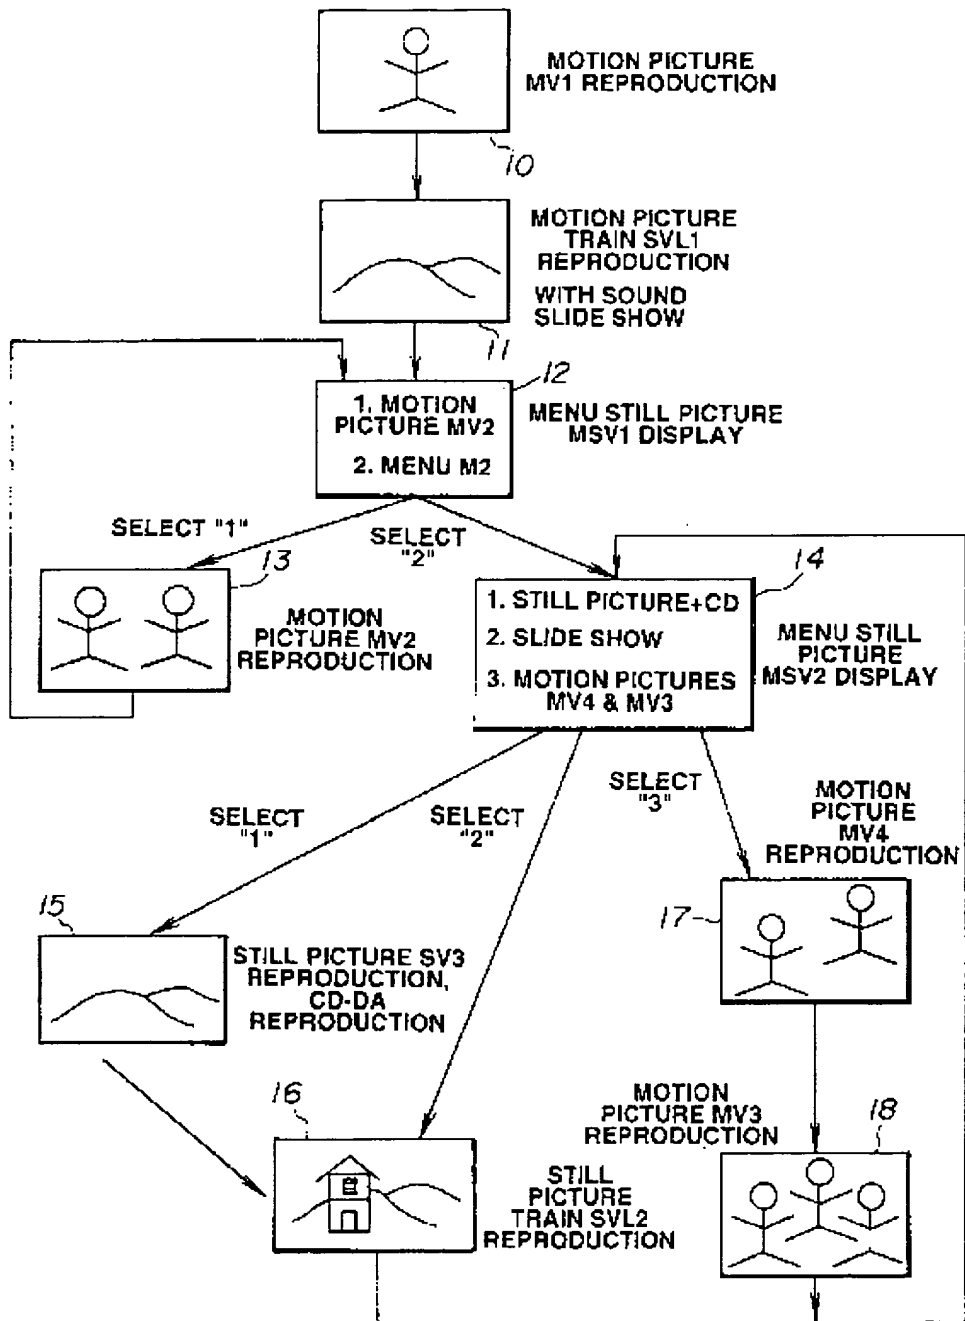 MOTION PICTURE
MV1 REPRODUCTION
10
MOTION PICTURE
TRAIN SVL1
REPRODUCTION
WITH SOUND
SLIDE SHOW
11
12
1. MOTION
PICTURE MV2
2. MENU M2
MENU STILL PICTURE
MSV1 DISPLAY
SELECT "1"
SELECT
"2"
13
MOTION
PICTURE MV2
REPRODUCTION
14
1. STILL PICTURE+CD
2. SLIDE SHOW
3. MOTION PICTURES
MV4 & MV3
MENU STILL
PICTURE
MSV2 DISPLAY
SELECT
"1"
SELECT
"2"
SELECT
"3"
MOTION
PICTURE
MV4
REPRODUCTION
15
STILL PICTURE SV3
REPRODUCTION,
CD-DA
REPRODUCTION
17
16
STILL
PICTURE
TRAIN SVL2
REPRODUCTION
MOTION
PICTURE MV3
REPRODUCTION
18